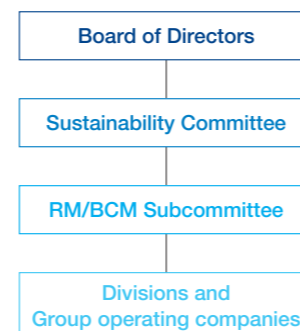 Board of Directors
Sustainability Committee
RM/BCM Subcommittee
Divisions and
Group operating companies